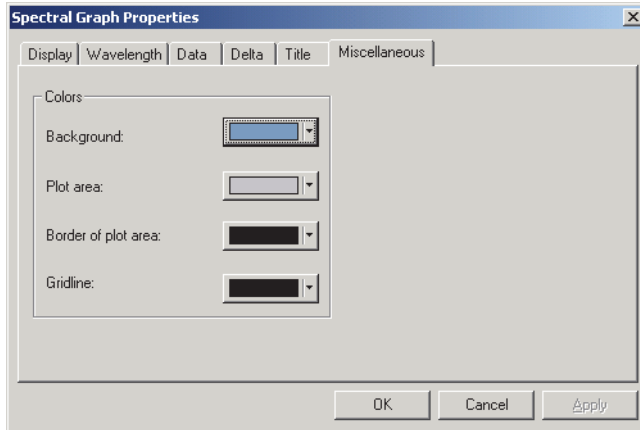 Spectral Graph Properties
Display Wavelength Data Delta Title Miscellaneous
Colors
Background:
Plot area:
Border of plot area:
Gridline:
OK Cancel Apply